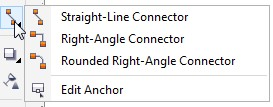 Straight-Line Connector
Right-Angle Connector
Rounded Right-Angle Connector
Edit Anchor